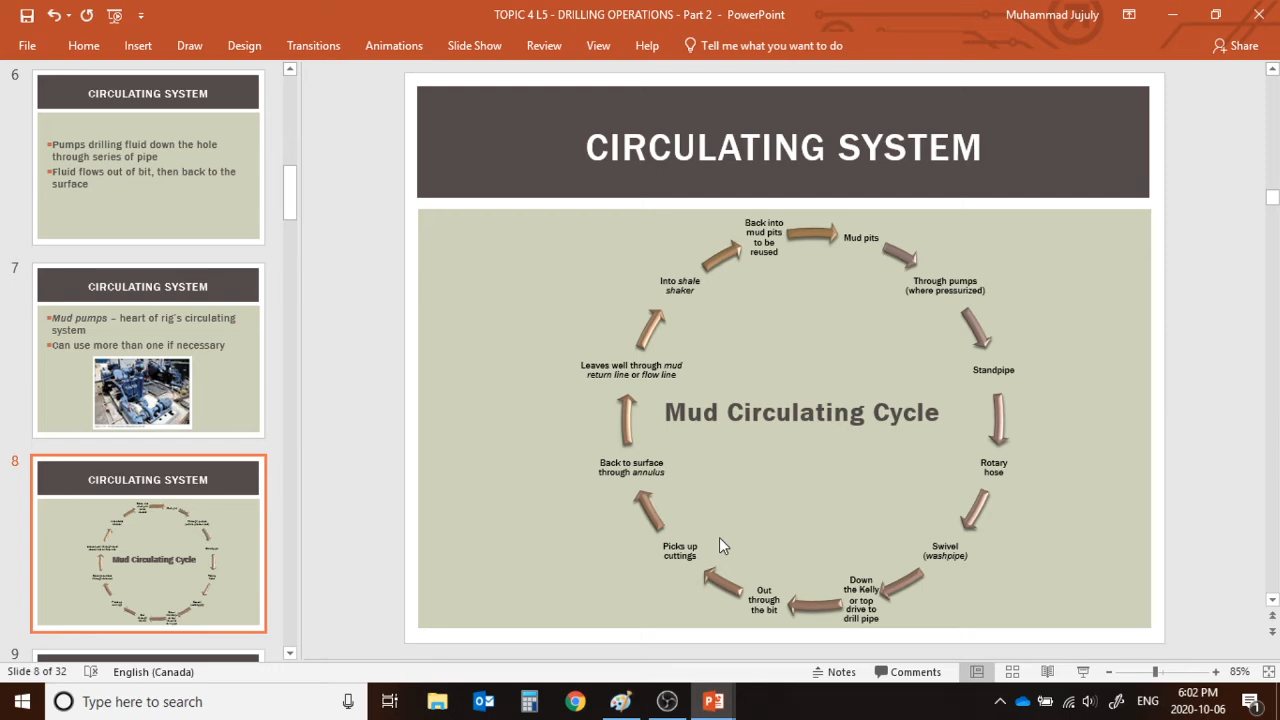 TOPIC 4 L5 - DRILLING OPERATIONS - Part 2 - PowerPoint
Muhammad Jujuly
File
Home
Insert
Draw
Design
Transitions
Animations
Slide Show
Review
View
Help
Tell me what you want to do
Share
6
CIRCULATING SYSTEM
Pumps drilling fluid down the hole
through series of pipe
Fluid flows out of bit, then back to the
surface
7
CIRCULATING SYSTEM
Mud pumps – heart of rig's circulating
system
Can use more than one if necessary
8
CIRCULATING SYSTEM
Mud Circulating Cycle
9
CIRCULATING SYSTEM
Back into
mud pits
to be
reused
Mud pits
Through pumps
(where pressurized)
Standpipe
Rotary
hose
Swivel
(washpipe)
Down
the Kelly
or top
drive to
drill pipe
Out
through
the bit
Picks up
cuttings
Back to surface
through annulus
Leaves well through mud
return line or flow line
Into shale
shaker
Mud Circulating Cycle
Slide 8 of 32
English (Canada)
Notes
Comments
85%
Type here to search
ENG
6:02 PM
2020-10-06